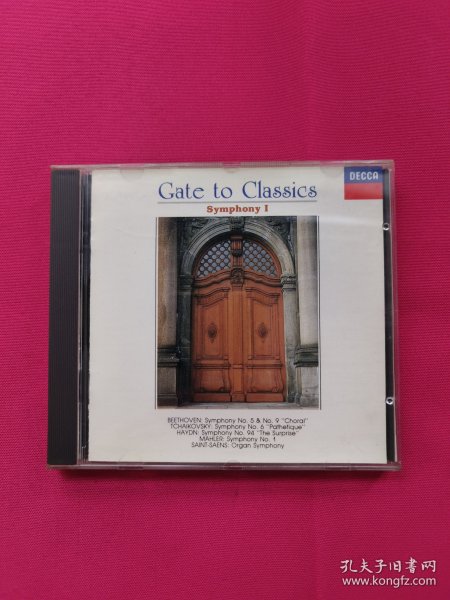 DECCA
Gate to Classics
Symphony I
BEETHOVEN: Symphony No. 5 & No. 9 "Choral"
TCHAIKOVSKY: Symphony No. 6 "Pathetique"
HAYDN: Symphony No. 94 "The Surprise"
MAHLER: Symphony No. 1
SAINT-SAENS: Organ Symphony
孔夫子旧书网
www.kongfz.com